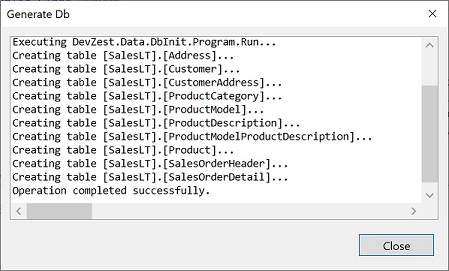 Generate Db
Executing DevZest.Data.DbInit.Program.Run...
Creating table [SalesLT].[Address]...
Creating table [SalesLT].[Customer]...
Creating table [SalesLT].[CustomerAddress]...
Creating table [SalesLT].[ProductCategory]...
Creating table [SalesLT].[ProductModel]...
Creating table [SalesLT].[ProductDescription]...
Creating table [SalesLT].[ProductModelProductDescription]...
Creating table [SalesLT].[Product]...
Creating table [SalesLT].[SalesOrderHeader]...
Creating table [SalesLT].[SalesOrderDetail]...
Operation completed successfully.
Close